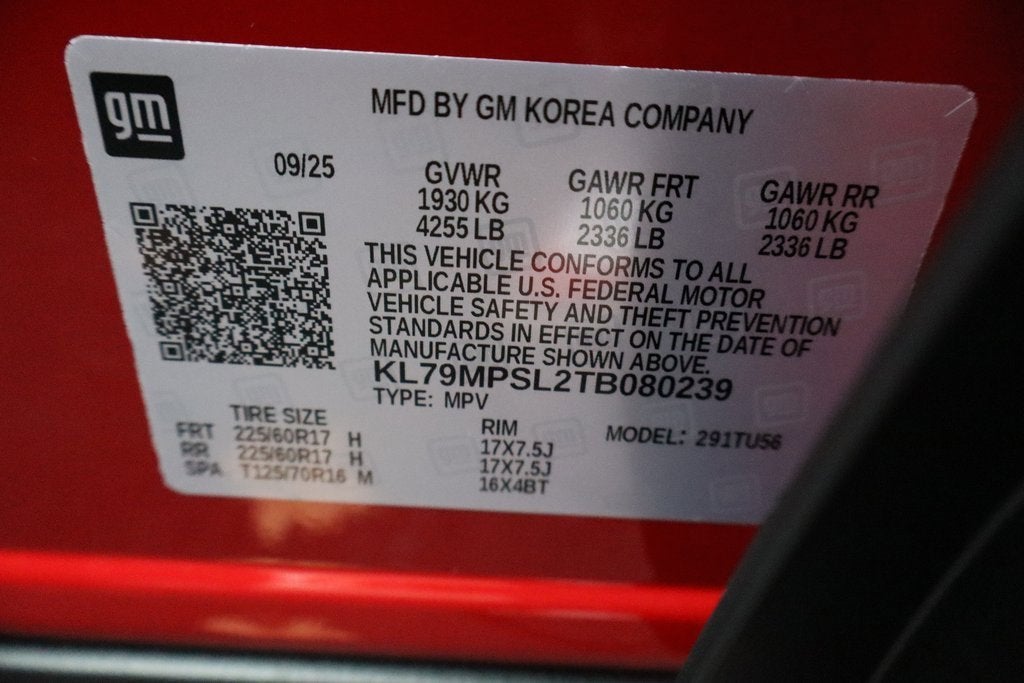 gm
MFD BY GM KOREA COMPANY
09/25
GVWR
1930 KG
4255 LB
GAWR FRT
1060 KG
2336 LB
GAWR RR
1060 KG
2336 LB
THIS VEHICLE CONFORMS TO ALL
APPLICABLE U.S. FEDERAL MOTOR
VEHICLE SAFETY AND THEFT PREVENTION
STANDARDS IN EFFECT ON THE DATE OF
MANUFACTURE SHOWN ABOVE.
KL79MPSL2TB080239
TYPE: MPV
TIRE SIZE RIM MODEL: 291TU56
FRT 225/60R17 H 17X7.5J
RR 225/60R17 H 17X7.5J
SPA T125/70R16 M 16X4BT